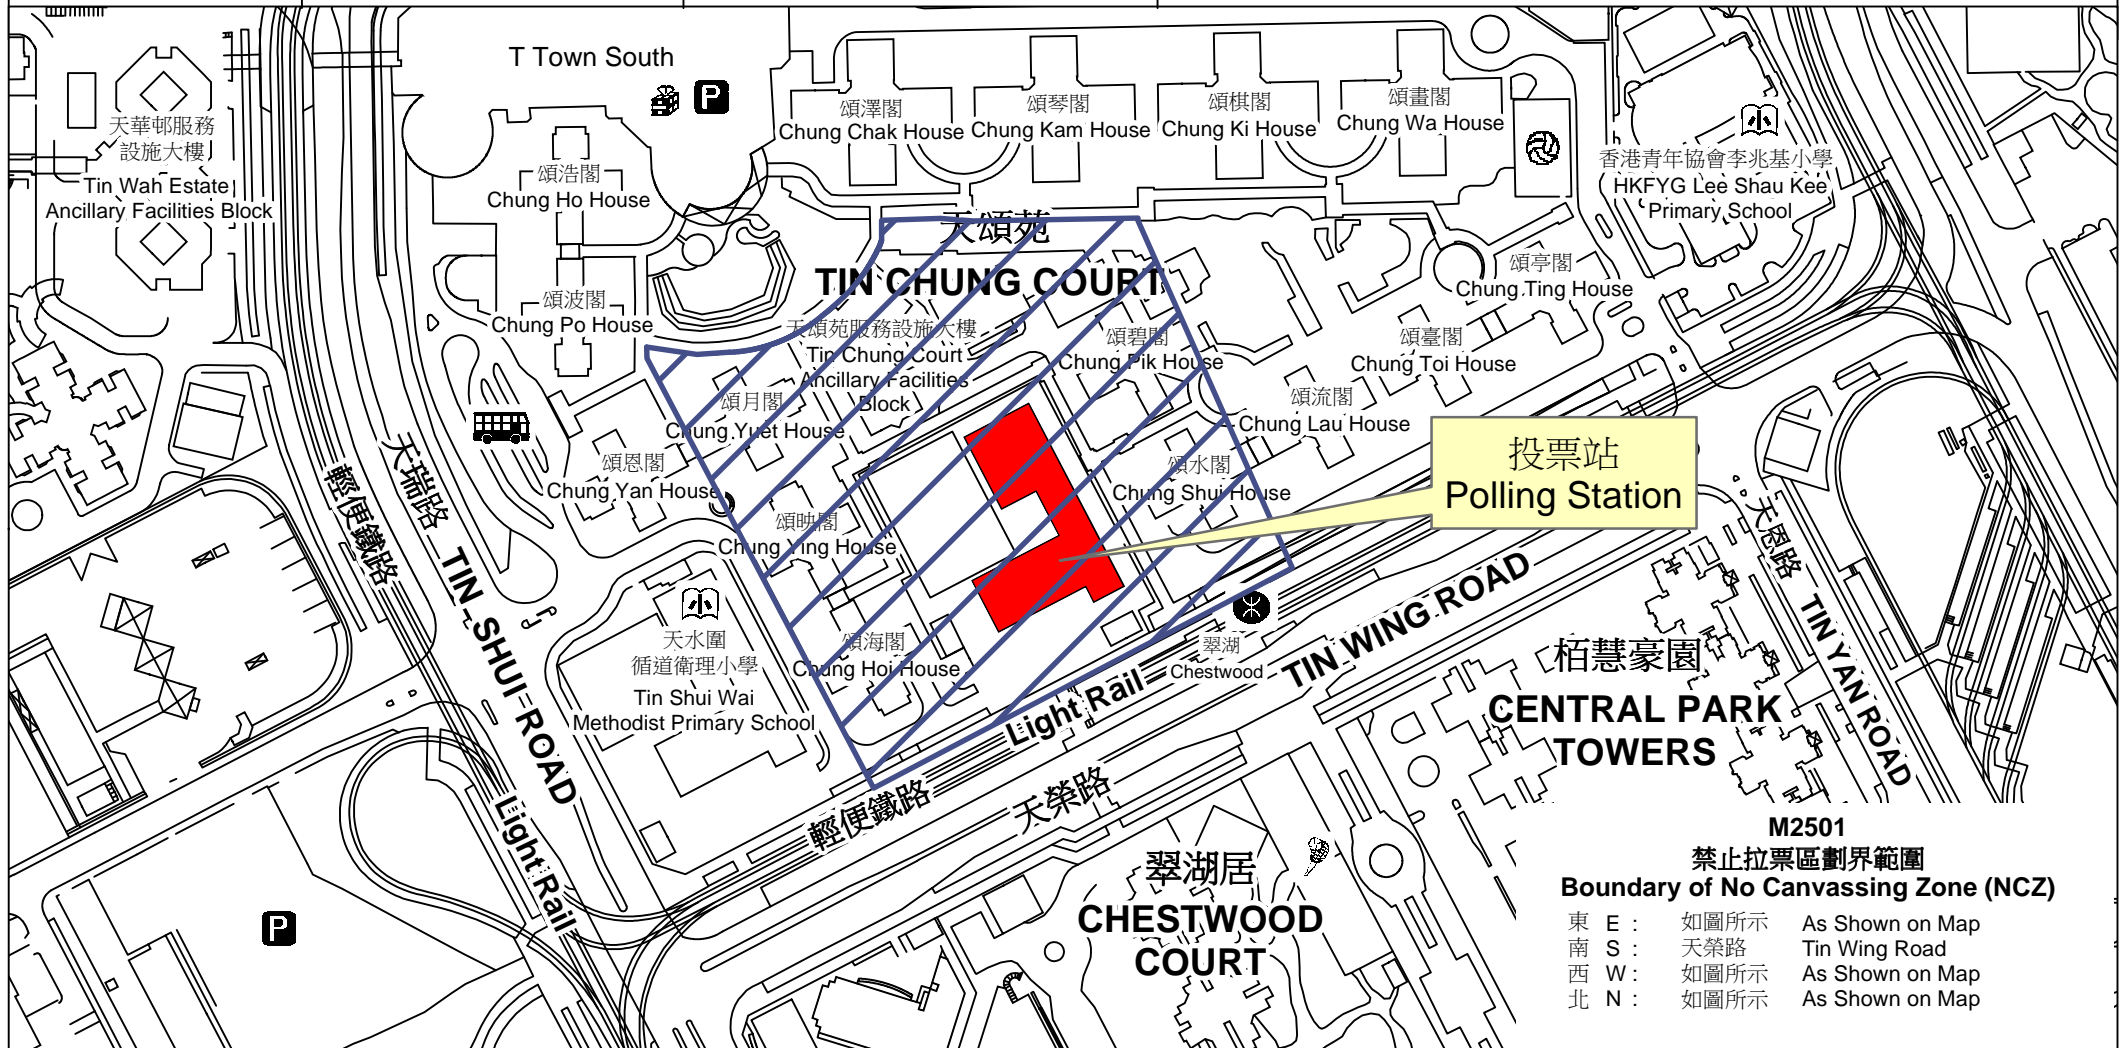 T Town South
P
天華邨服務
設施大樓
Tin Wah Estate
Ancillary Facilities Block
頌浩閣
Chung Ho House
頌波閣
Chung Po House
頌澤閣
Chung Chak House
頌琴閣
Chung Kam House
頌棋閣
Chung Ki House
頌畫閣
Chung Wa House
香港青年協會李兆基小學
HKFYG Lee Shau Kee
Primary School
天頌苑
TIN CHUNG COURT
頌亭閣
Chung Ting House
天頌苑服務設施大樓
Tin Chung Court
Ancillary Facilities
Block
頌碧閣
Chung Pik House
頌臺閣
Chung Toi House
頌月閣
Chung Yuet House
頌流閣
Chung Lau House
頌恩閣
Chung Yan House
頌水閣
Chung Shui House
投票站
Polling Station
頌映閣
Chung Ying House
頌海閣
Chung Hoi House
天水圍
循道衛理小學
Tin Shui Wai
Methodist Primary School
翠湖
Chestwood
輕便鐵路
Light Rail
天瑞路
TIN SHUI ROAD
輕便鐵路
Light Rail
天榮路
TIN WING ROAD
天恩路
TIN YAN ROAD
栢慧豪園
CENTRAL PARK
TOWERS
翠湖居
CHESTWOOD
COURT
P
M2501
禁止拉票區劃界範圍
Boundary of No Canvassing Zone (NCZ)
東 E : 如圖所示 As Shown on Map
南 S : 天榮路 Tin Wing Road
西 W : 如圖所示 As Shown on Map
北 N : 如圖所示 As Shown on Map